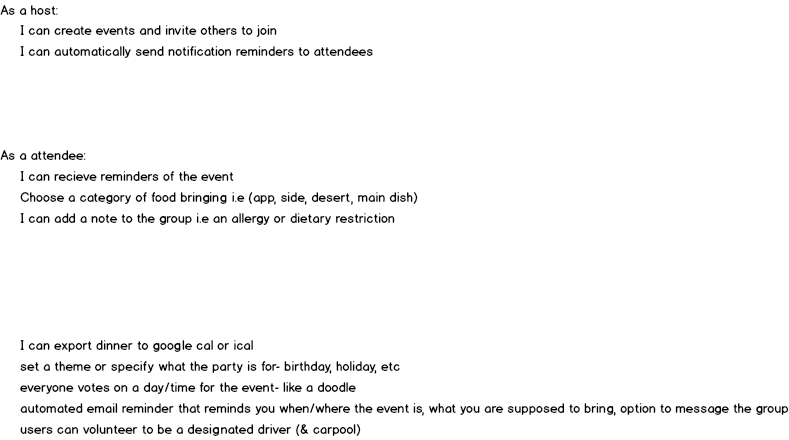 As a host:
I can create events and invite others to join
I can automatically send notification reminders to attendees
As a attendee:
I can recieve reminders of the event
Choose a category of food bringing i.e (app, side, desert, main dish)
I can add a note to the group i.e an allergy or dietary restriction
I can export dinner to google cal or ical
set a theme or specify what the party is for- birthday, holiday, etc
everyone votes on a day/time for the event- like a doodle
automated email reminder that reminds you when/where the event is, what you are supposed to bring, option to message the group
users can volunteer to be a designated driver (& carpool)